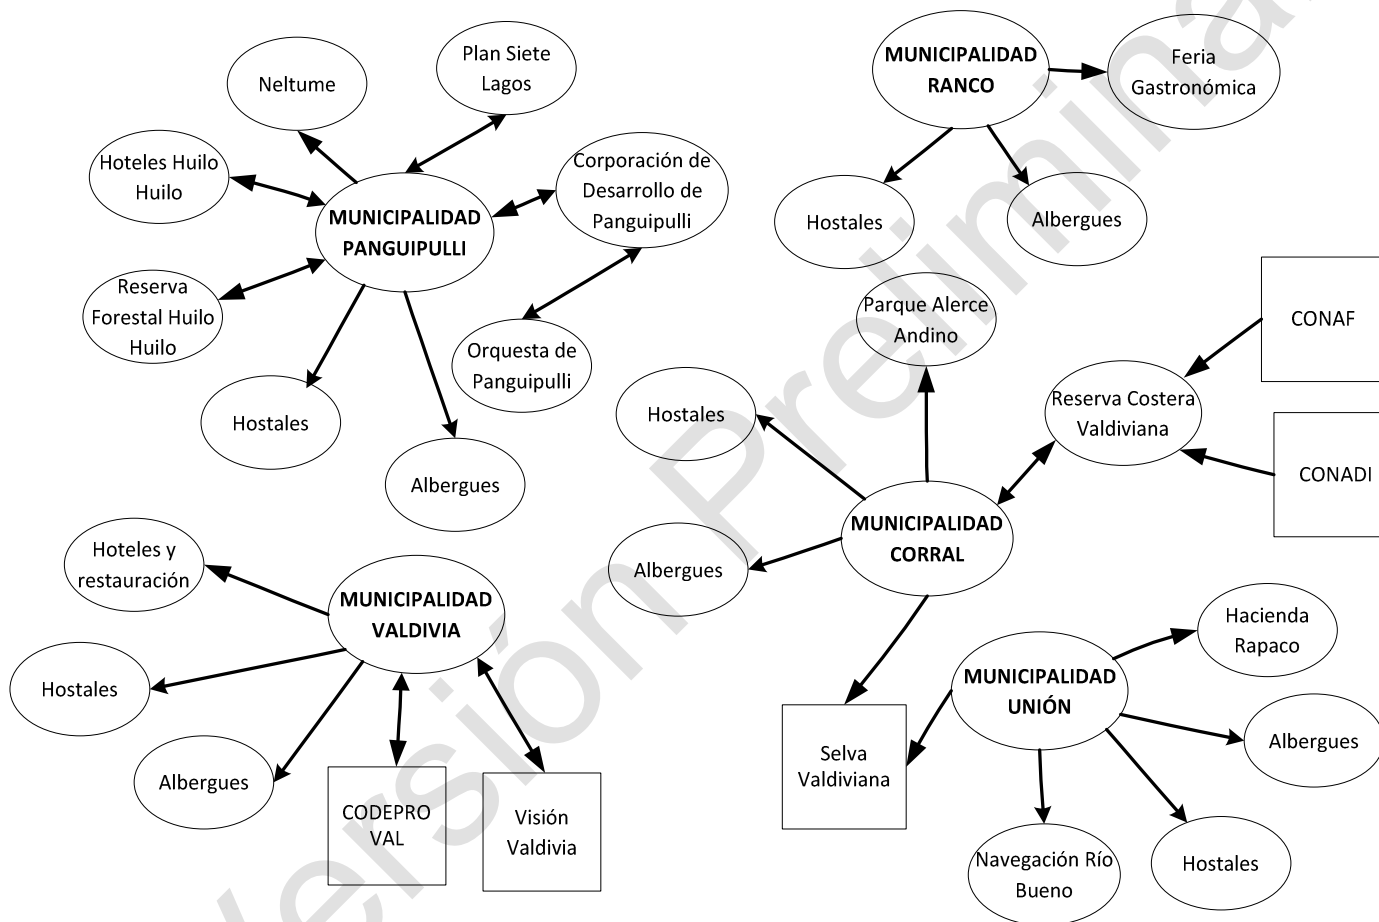 Plan Siete
Lagos
Neltume
Hoteles Huilo
Huilo
Corporación de
Desarrollo de
Panguipulli
MUNICIPALIDAD
PANGUIPULLI
Reserva
Forestal Huilo
Huilo
Orquesta de
Panguipulli
Hostales
Albergues
MUNICIPALIDAD
RANCO
Feria
Gastronómica
Hostales
Albergues
Parque Alerce
Andino
CONAF
Reserva Costera
Valdiviana
Hostales
CONADI
MUNICIPALIDAD
CORRAL
Albergues
Selva
Valdiviana
Hoteles y
restauración
MUNICIPALIDAD
VALDIVIA
Hostales
Albergues
CODEPRO
VAL
Visión
Valdivia
Hacienda
Rapaco
MUNICIPALIDAD
UNIÓN
Albergues
Navegación Río
Bueno
Hostales
Versión Prelimina